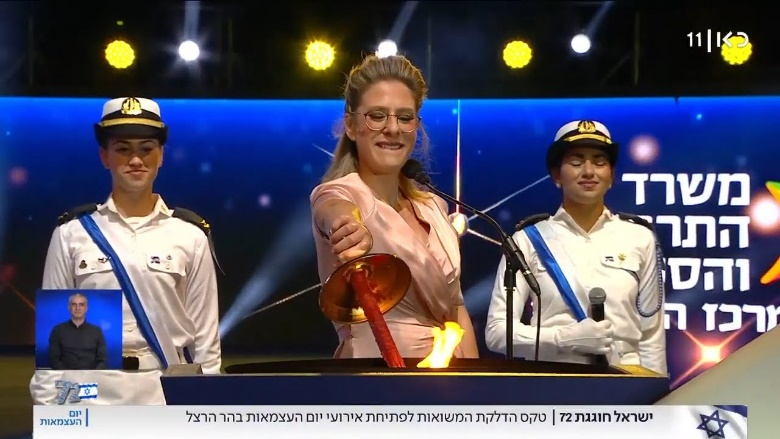 כאן 11
משרד
התר
והס
מרכז ה
72
יום
העצמאות
ישראל חוגגת 72 | טקס הדלקת המשואות לפתיחת אירועי יום העצמאות בהר הרצל